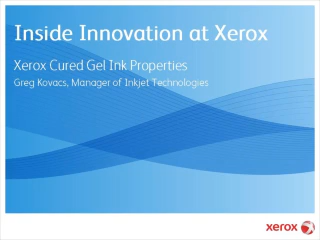 Inside Innovation at Xerox
Xerox Cured Gel Ink Properties
Greg Kovacs, Manager of Inkjet Technologies
xerox